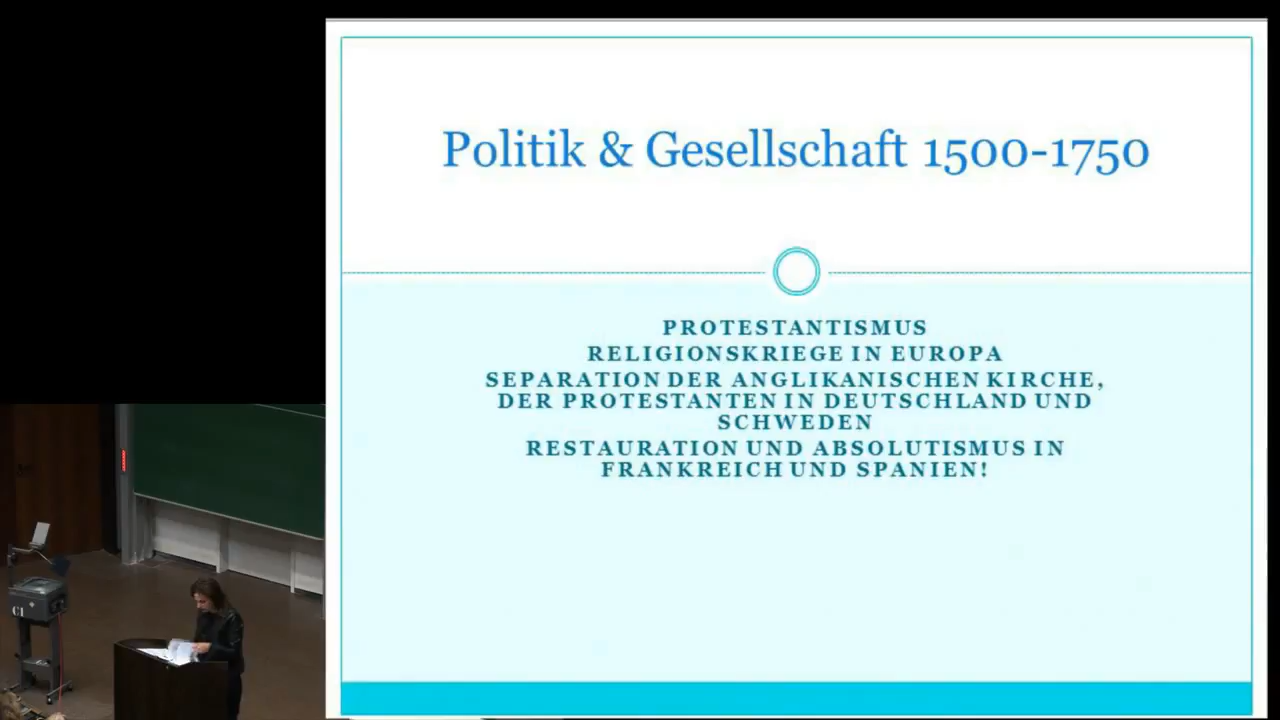 Politik & Gesellschaft 1500-1750
PROTESTANTISMUS
RELIGIONSKRIEGE IN EUROPA
SEPARATION DER ANGLIKANISCHEN KIRCHE,
DER PROTESTANTEN IN DEUTSCHLAND UND
SCHWEDEN
RESTAURATION UND ABSOLUTISMUS IN
FRANKREICH UND SPANIEN!
C1